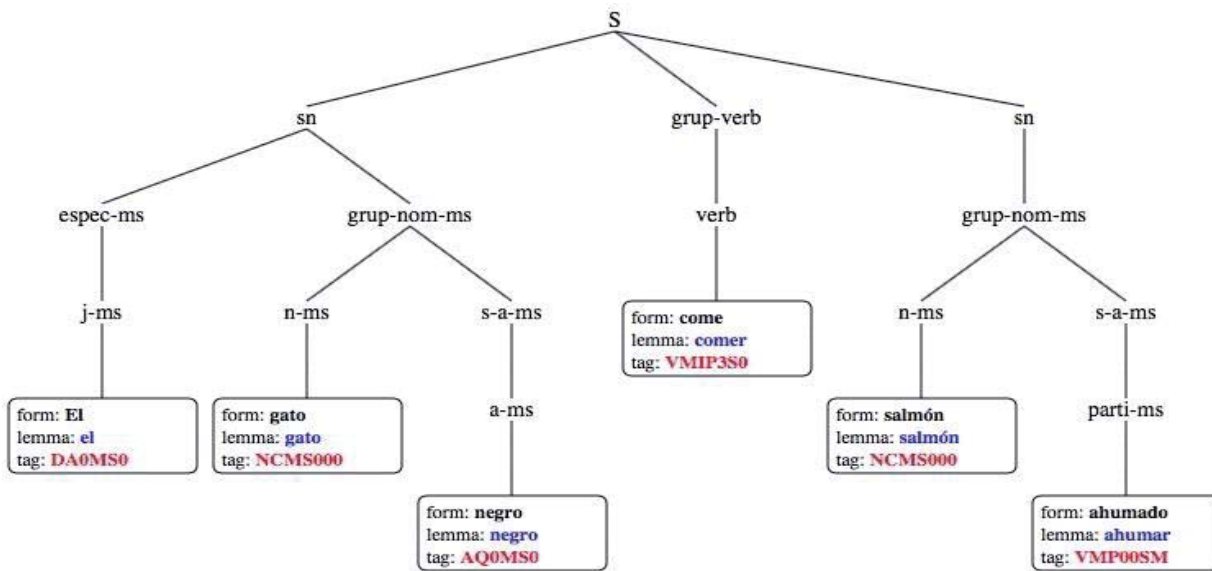 S
sn grup-verb sn
espec-ms grup-nom-ms verb grup-nom-ms
j-ms n-ms s-a-ms n-ms s-a-ms
form: come
lemma: comer
tag: VMIP3S0
form: El
lemma: el
tag: DA0MS0
form: gato
lemma: gato
tag: NCMS000
a-ms
form: salmón
lemma: salmón
tag: NCMS000
parti-ms
form: negro
lemma: negro
tag: AQ0MS0
form: ahumado
lemma: ahumar
tag: VMP00SM